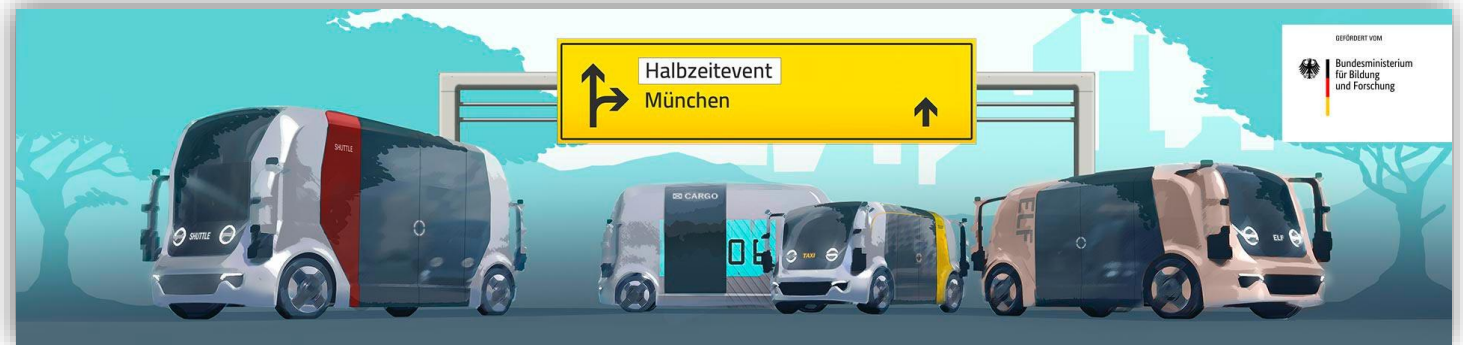 Halbzeitevent
München
GEFÖRDERT VOM
Bundesministerium
für Bildung
und Forschung
SHUTTLE
SHUTTLE
CARGO
06
TAXI
ELF
ELF